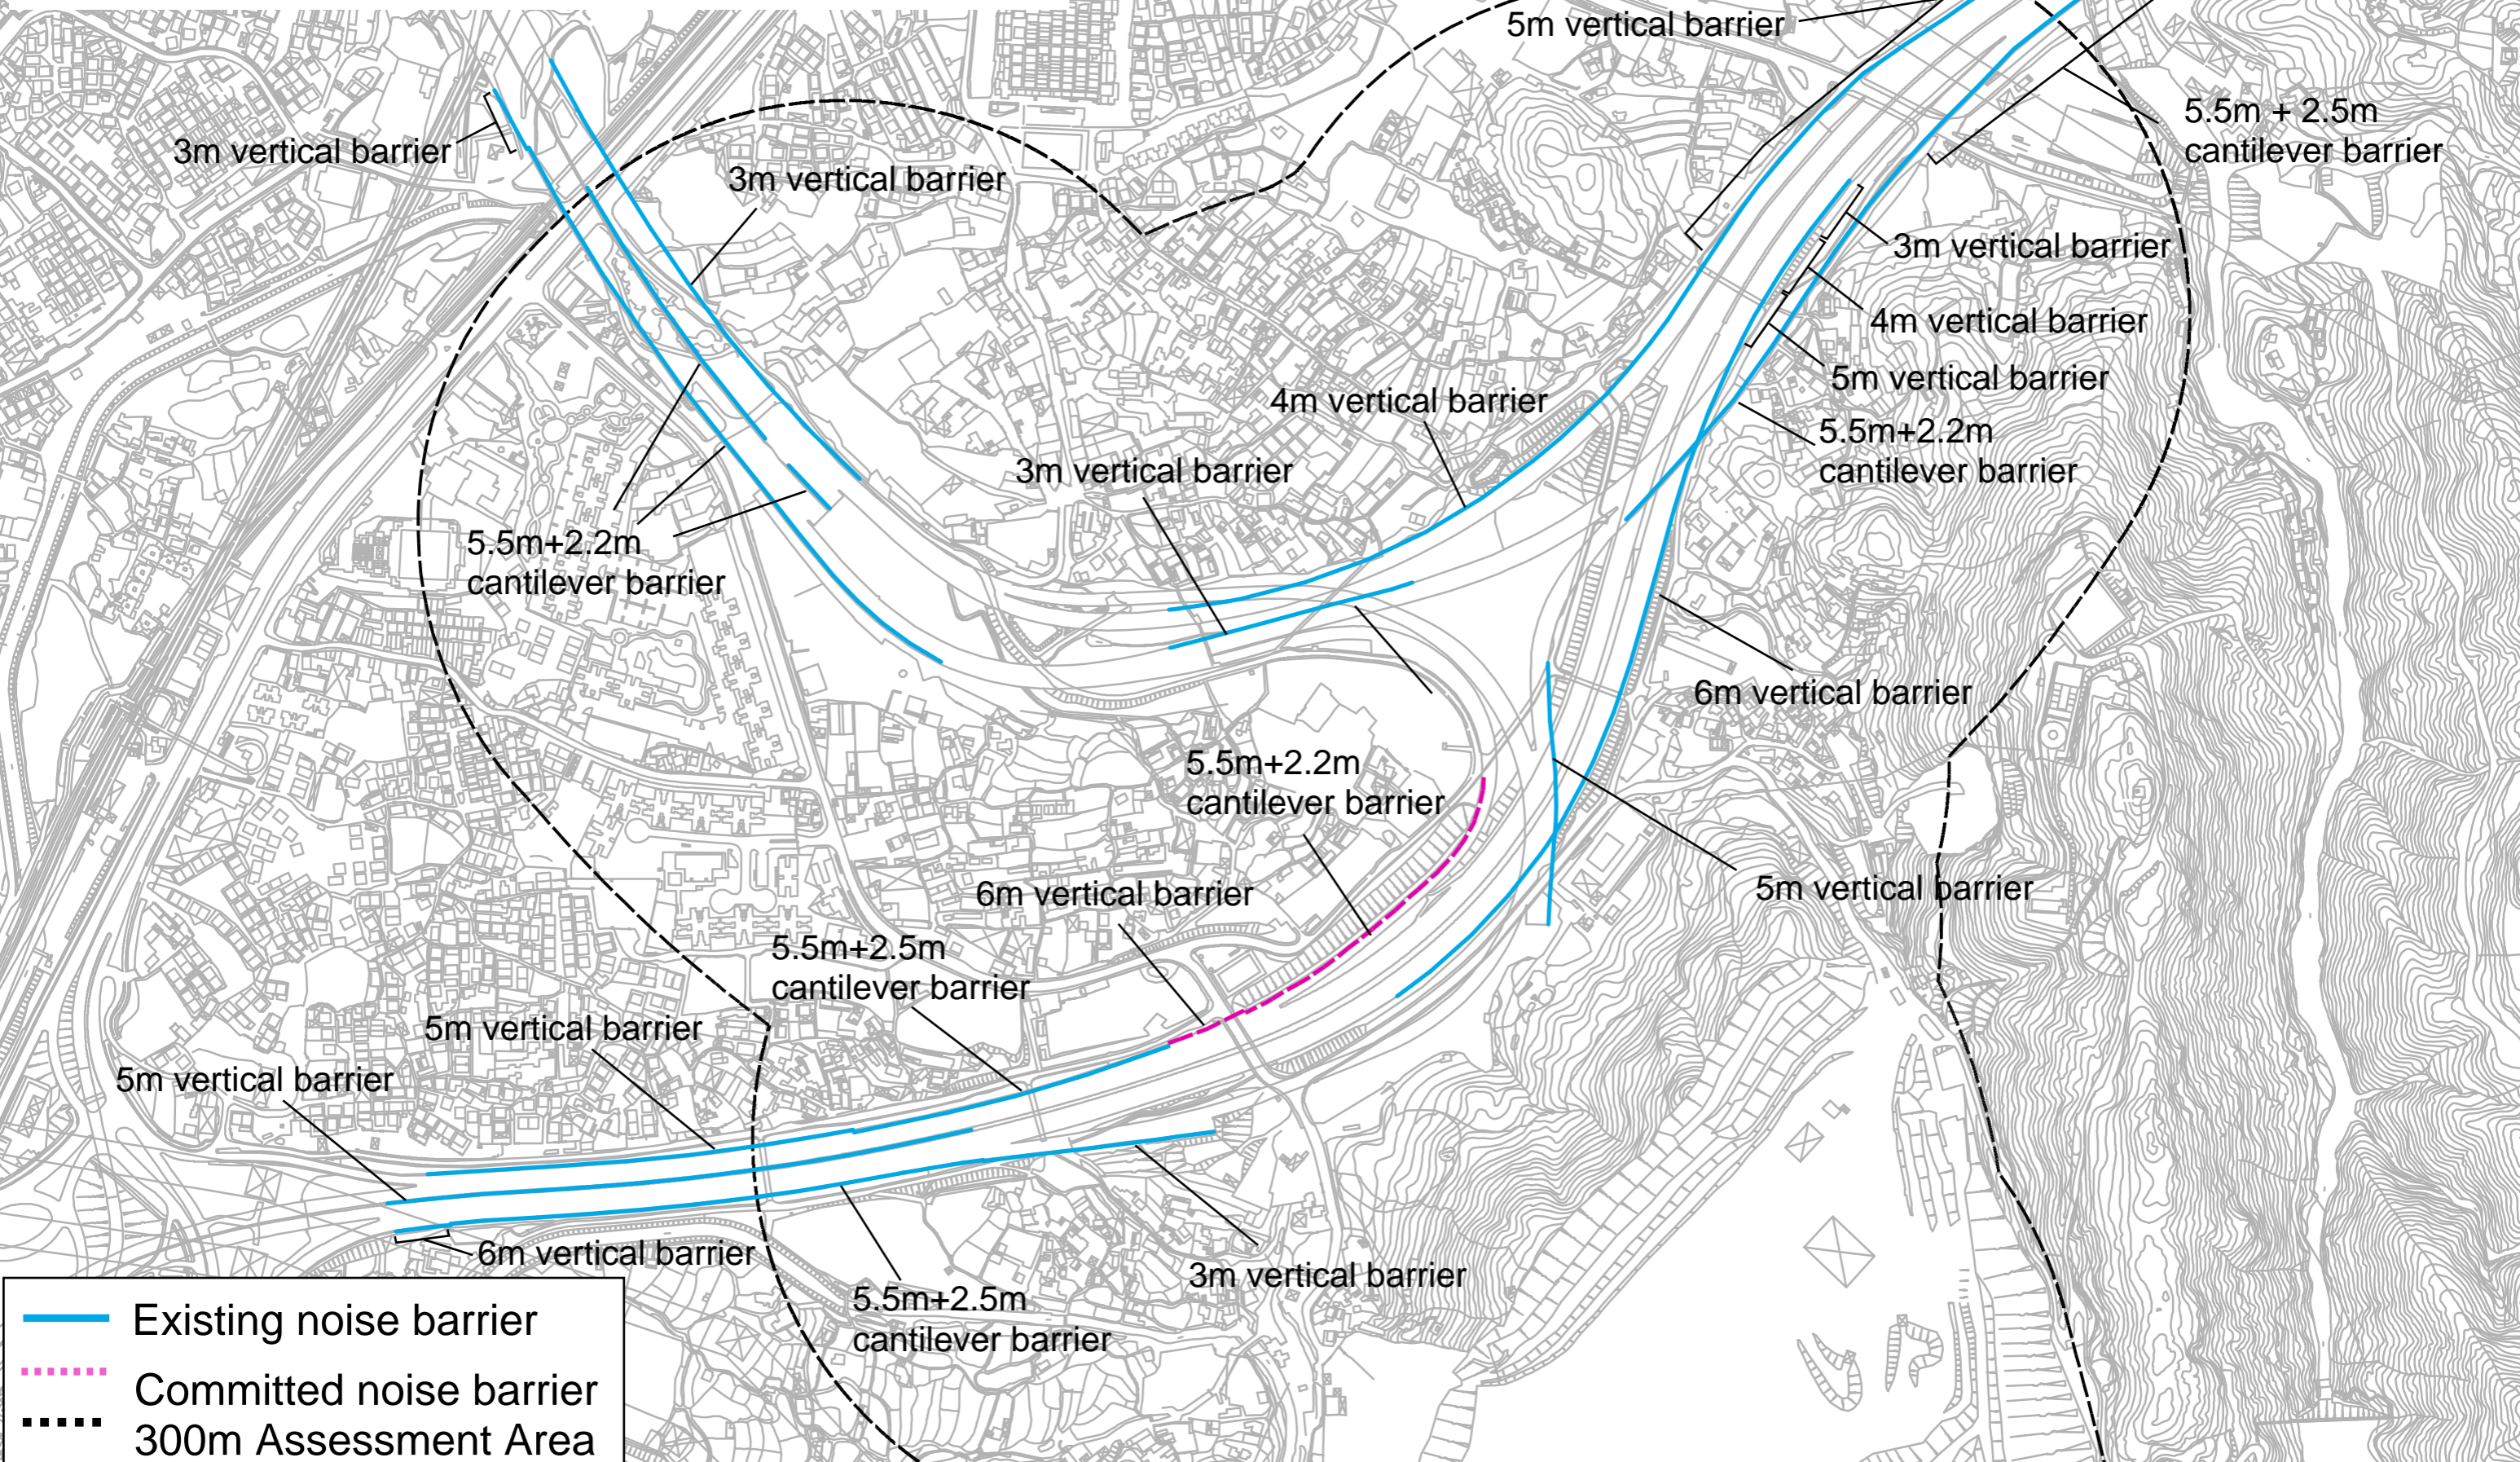 5m vertical barrier
5.5m + 2.5m
cantilever barrier
3m vertical barrier
3m vertical barrier
3m vertical barrier
4m vertical barrier
5m vertical barrier
4m vertical barrier
5.5m+2.2m
cantilever barrier
3m vertical barrier
5.5m+2.2m
cantilever barrier
6m vertical barrier
5.5m+2.2m
cantilever barrier
6m vertical barrier
5m vertical barrier
5.5m+2.5m
cantilever barrier
5m vertical barrier
5m vertical barrier
6m vertical barrier
3m vertical barrier
5.5m+2.5m
cantilever barrier
Existing noise barrier
Committed noise barrier
300m Assessment Area